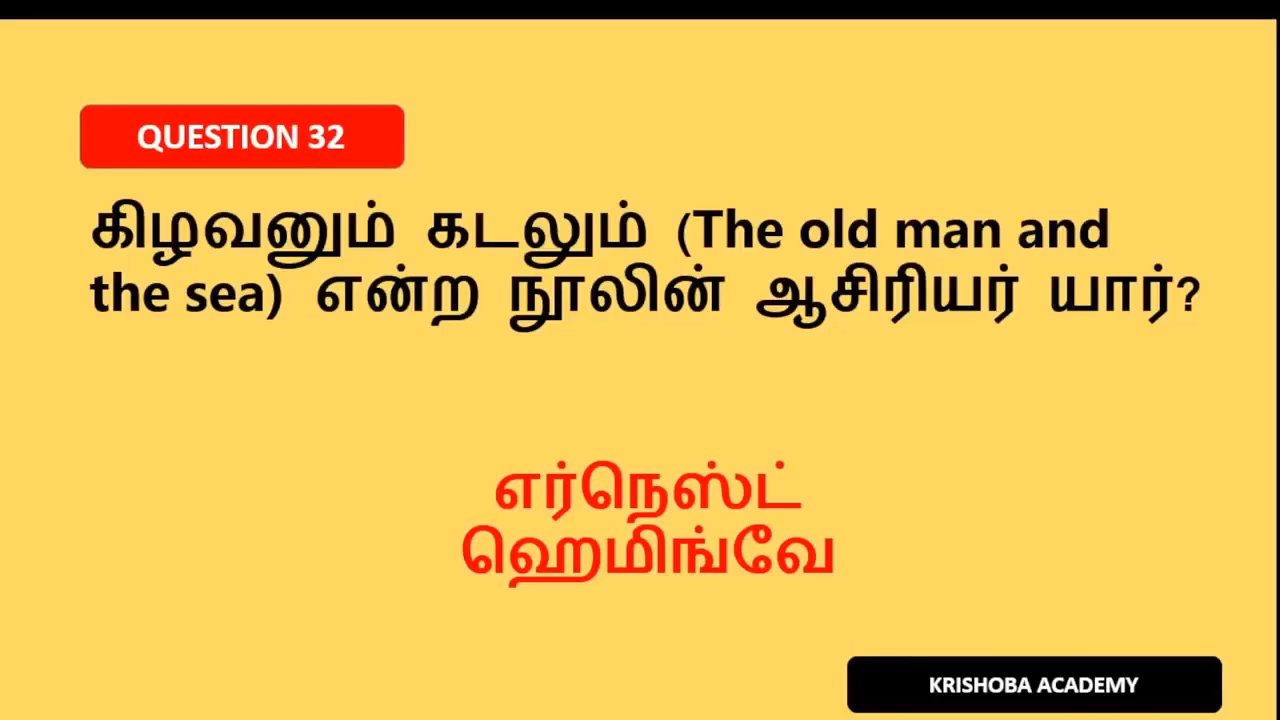 QUESTION 32
கிழவனும் கடலும் (The old man and
the sea) என்ற நூலின் ஆசிரியர் யார்?
எர்நெஸ்ட்
ஹெமிங்வே
KRISHOBA ACADEMY